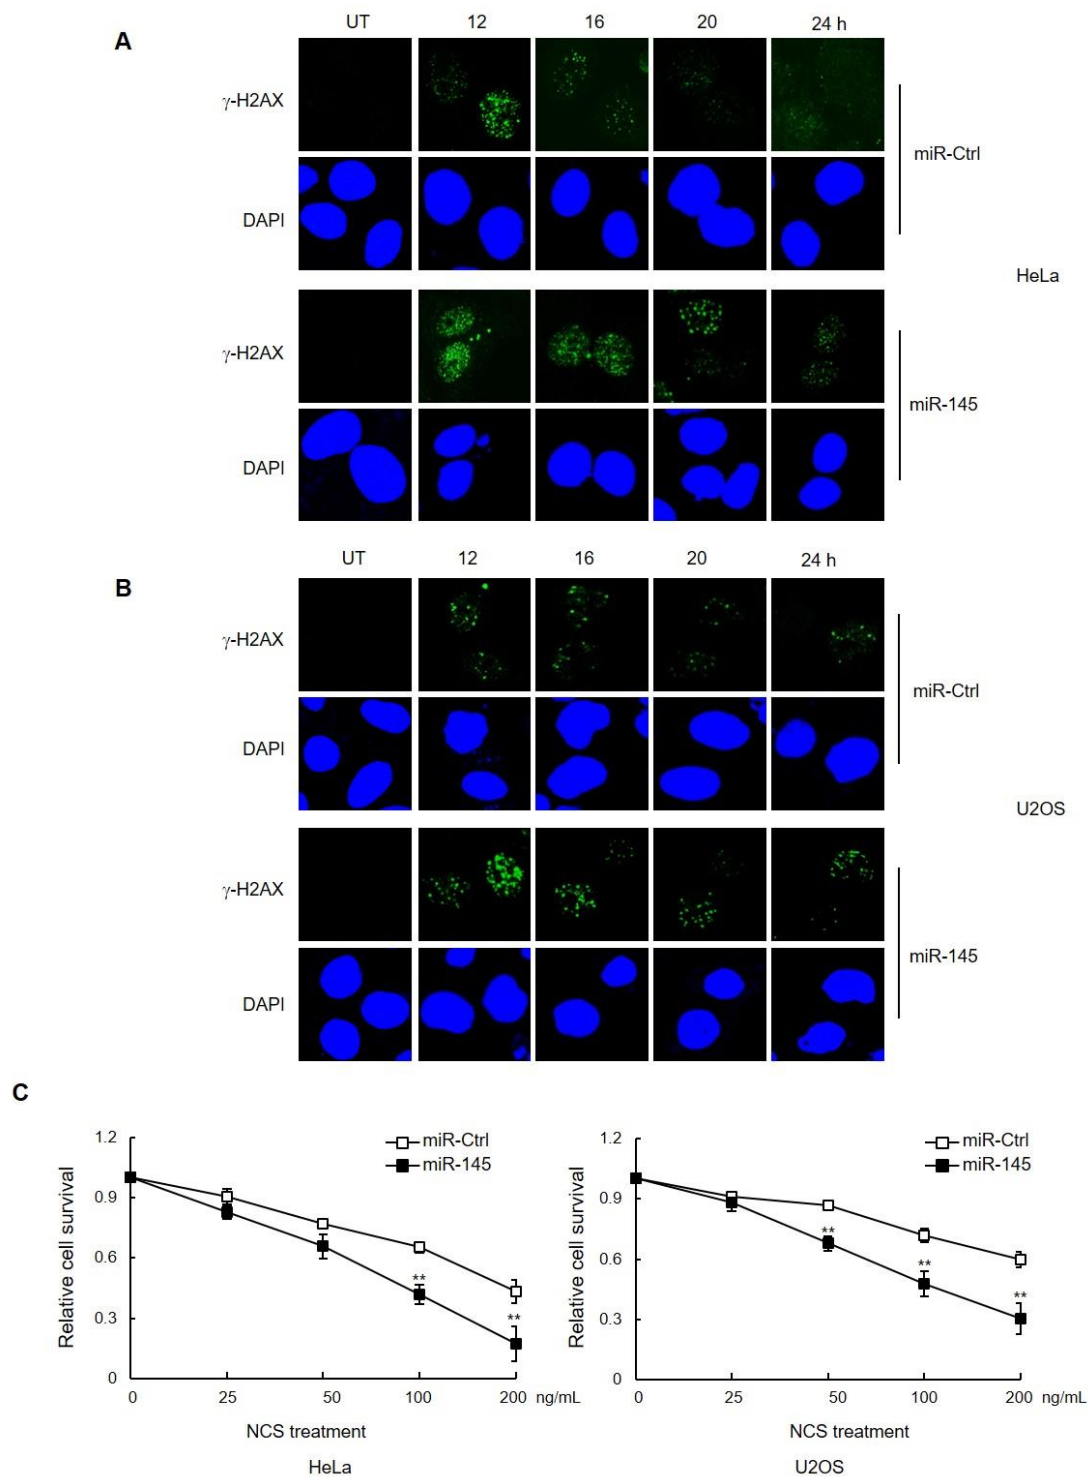 A
UT 12 16 20 24 h
γ-H2AX
miR-Ctrl
DAPI
HeLa
γ-H2AX
miR-145
DAPI
UT 12 16 20 24 h
B
γ-H2AX
miR-Ctrl
DAPI
U2OS
γ-H2AX
miR-145
DAPI
C
Relative cell survival
1.2
0.9
0.6
0.3
0
miR-Ctrl
miR-145
**
**
0 25 50 100 200 ng/mL
NCS treatment
HeLa
Relative cell survival
1.2
0.9
0.6
0.3
0
miR-Ctrl
miR-145
**
**
**
0 25 50 100 200 ng/mL
NCS treatment
U2OS